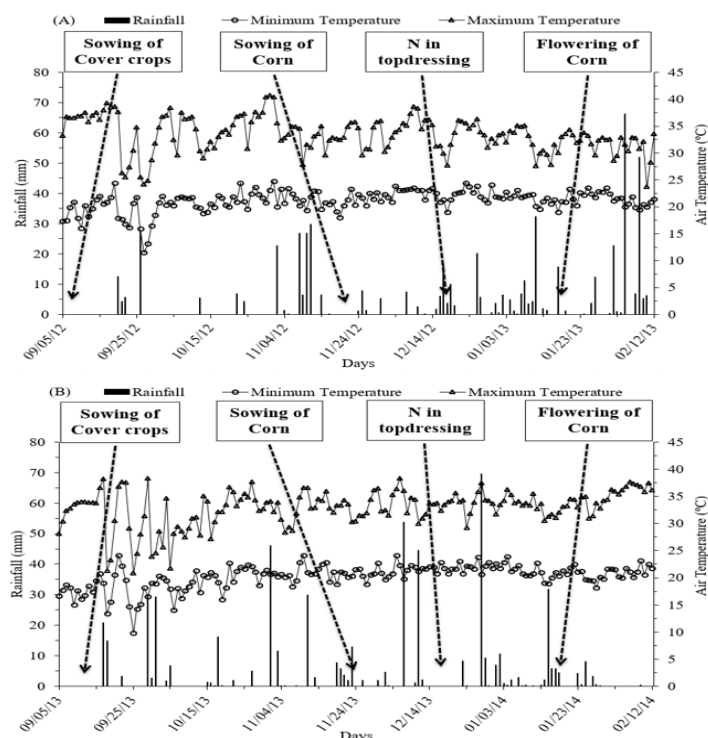 (A) Rainfall Minimum Temperature Maximum Temperature
Sowing of
Cover crops
Sowing of
Corn
N in
topdressing
Flowering of
Corn
80
70
60
50
40
30
20
10
0
Rainfall (mm)
45
40
35
30
25
20
15
10
5
0
Air Temperature (ºC)
09/05/12
09/25/12
10/15/12
11/04/12
11/24/12
12/14/12
01/03/13
01/23/13
02/12/13
Days
(B) Rainfall Minimum Temperature Maximum Temperature
Sowing of
Cover crops
Sowing of
Corn
N in
topdressing
Flowering of
Corn
80
70
60
50
40
30
20
10
0
Rainfall (mm)
45
40
35
30
25
20
15
10
5
0
Air Temperature (ºC)
09/05/13
09/25/13
10/15/13
11/04/13
11/24/13
12/14/13
01/03/14
01/23/14
02/12/14
Days